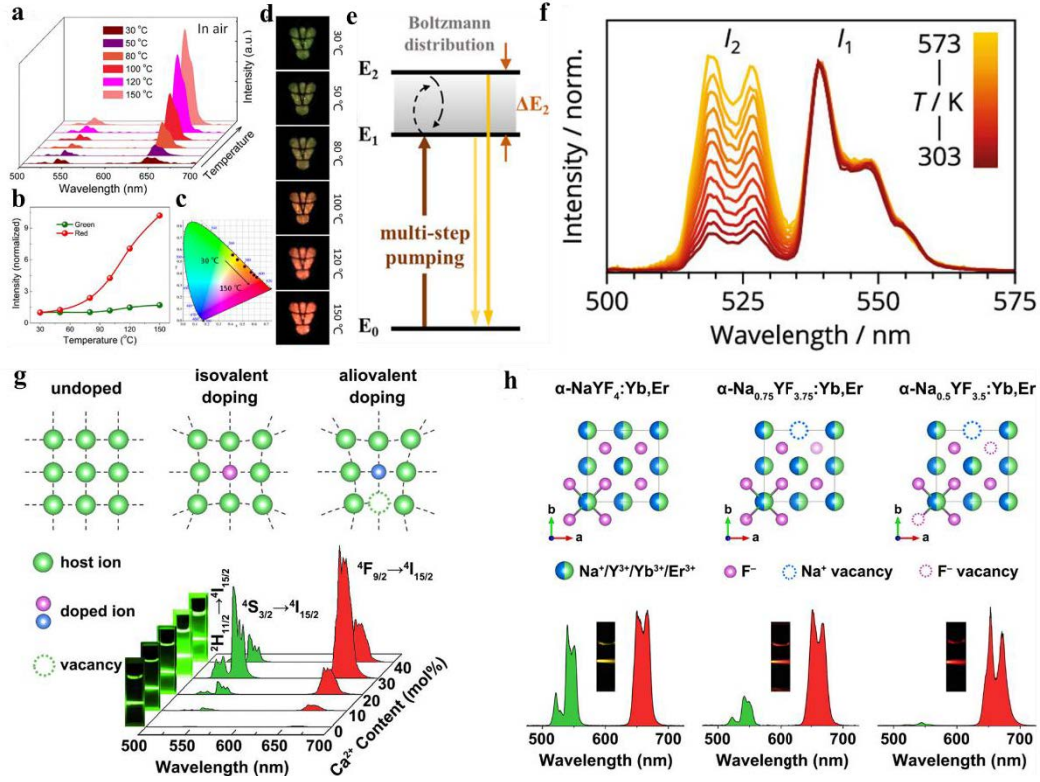 a
In air
30 °C
50 °C
80 °C
100 °C
120 °C
150 °C
Intensity (a.u.)
Temperature
500 550 600 650 700
Wavelength (nm)
b
Intensity (normalized)
Green
Red
9
6
3
0
30 60 90 120 150
Temperature (°C)
c
30 °C
150 °C
d
30 °C
50 °C
80 °C
100 °C
120 °C
150 °C
e
Boltzmann
distribution
E2
ΔE2
E1
multi-step
pumping
E0
f
I2
I1
573
T / K
303
Intensity / norm.
500 525 550 575
Wavelength / nm
g
undoped
isovalent
doping
aliovalent
doping
host ion
doped ion
vacancy
2H11/2→4I15/2
4S3/2→4I15/2
4F9/2→4I15/2
0 10 20 30 40
Ca2+ Content (mol%)
500 550 600 650 700
Wavelength (nm)
h
α-NaYF4:Yb,Er
α-Na0.75YF3.75:Yb,Er
α-Na0.5YF3.5:Yb,Er
b
a
b
a
b
a
Na+/Y3+/Yb3+/Er3+
F−
Na+ vacancy
F− vacancy
500 600 700
500 600 700
500 600 700
Wavelength (nm)